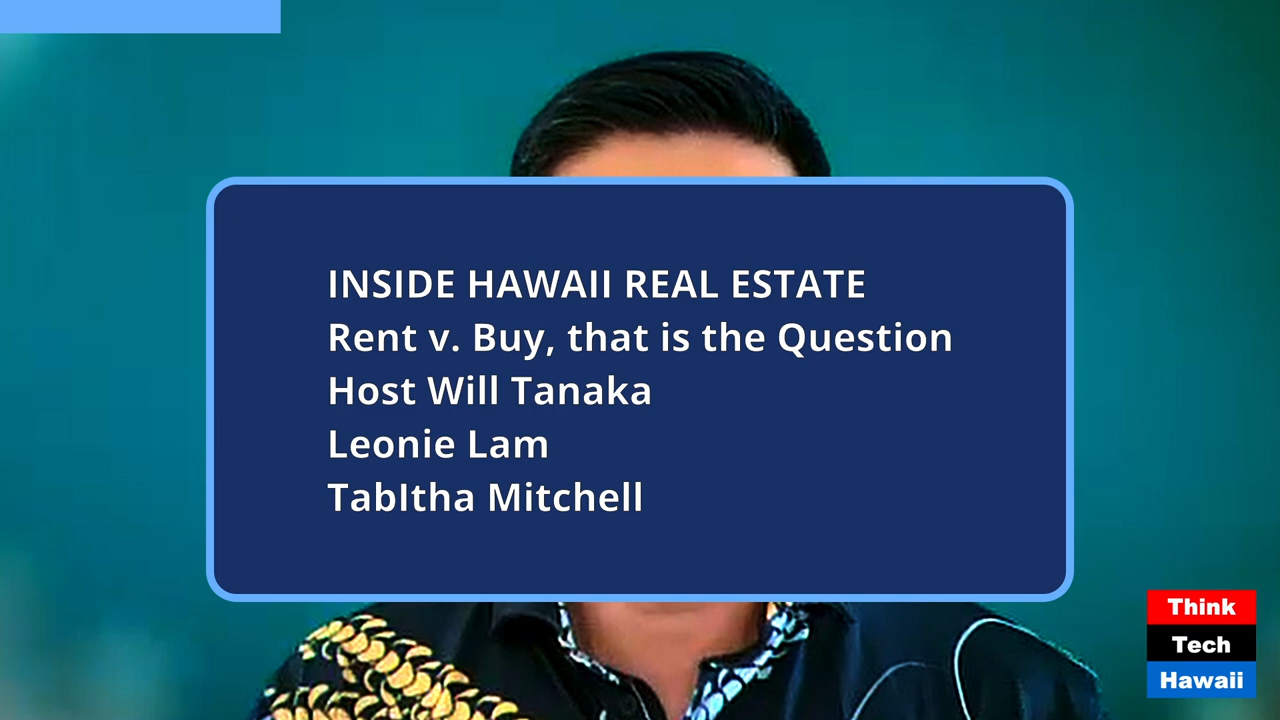 INSIDE HAWAII REAL ESTATE
Rent v. Buy, that is the Question
Host Will Tanaka
Leonie Lam
TabItha Mitchell
Think
Tech
Hawaii